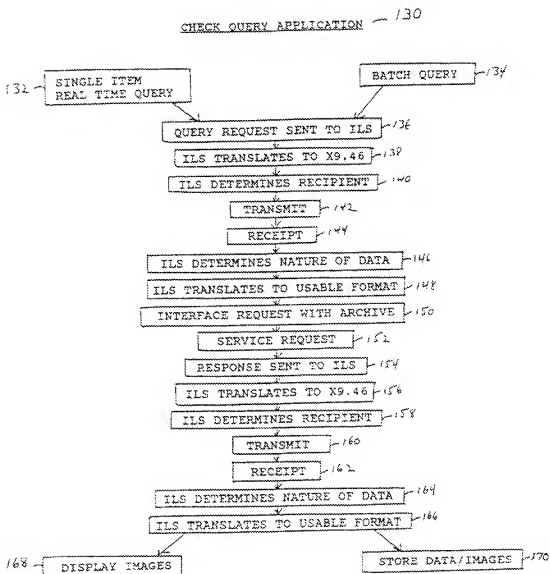 CHECK QUERY APPLICATION 130
132 SINGLE ITEM
REAL TIME QUERY
BATCH QUERY 134
QUERY REQUEST SENT TO ILS 136
ILS TRANSLATES TO X9.46 138
ILS DETERMINES RECIPIENT 140
TRANSMIT 142
RECEIPT 144
ILS DETERMINES NATURE OF DATA 146
ILS TRANSLATES TO USABLE FORMAT 148
INTERFACE REQUEST WITH ARCHIVE 150
SERVICE REQUEST 152
RESPONSE SENT TO ILS 154
ILS TRANSLATES TO X9.46 156
ILS DETERMINES RECIPIENT 158
TRANSMIT 160
RECEIPT 162
ILS DETERMINES NATURE OF DATA 164
ILS TRANSLATES TO USABLE FORMAT 166
168 DISPLAY IMAGES
STORE DATA/IMAGES 170